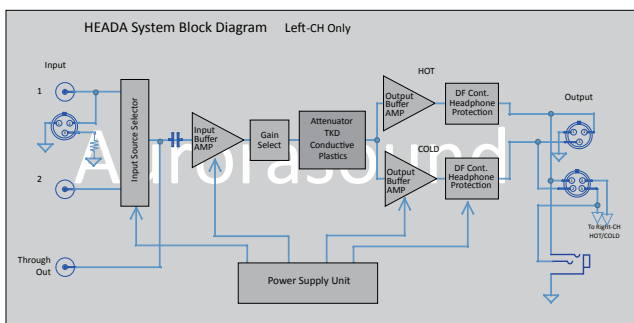 HEADA System Block Diagram Left-CH Only
Input
1
2
Through
Out
Input Source Selector
Input
Buffer
AMP
Gain
Select
Attenuator
TKD
Conductive
Plastics
HOT
Output
Buffer
AMP
DF Cont.
Headphone
Protection
COLD
Output
Buffer
AMP
DF Cont.
Headphone
Protection
Output
To Right-CH
HOT/COLD
Power Supply Unit
Aurorasound